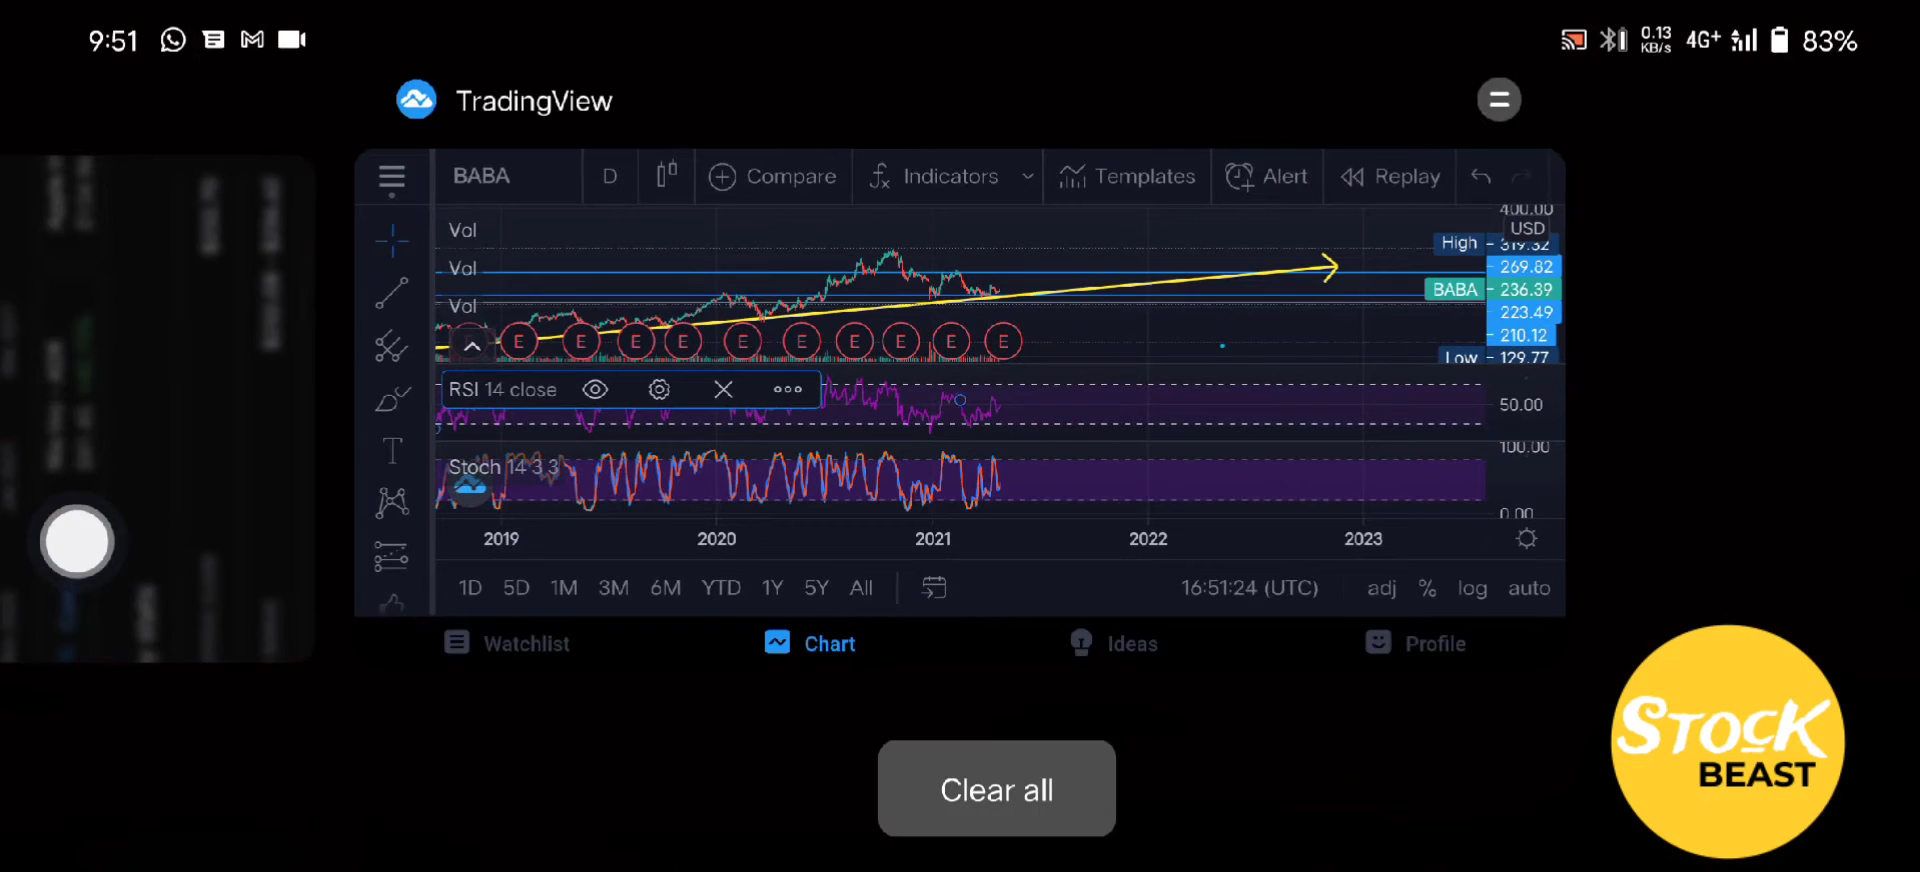 9:51
0.13
KB/s
4G+
83%
TradingView
BABA D Compare Indicators Templates Alert Replay
Vol
Vol
Vol
400.00
USD
High 319.32
269.82
BABA 236.39
223.49
210.12
Low 129.77
E E E E E E E E E E
RSI 14 close
50.00
Stoch 14 3 3
100.00
0.00
2019 2020 2021 2022 2023
1D 5D 1M 3M 6M YTD 1Y 5Y All 16:51:24 (UTC) adj % log auto
Watchlist Chart Ideas Profile
Clear all
STOCK
BEAST